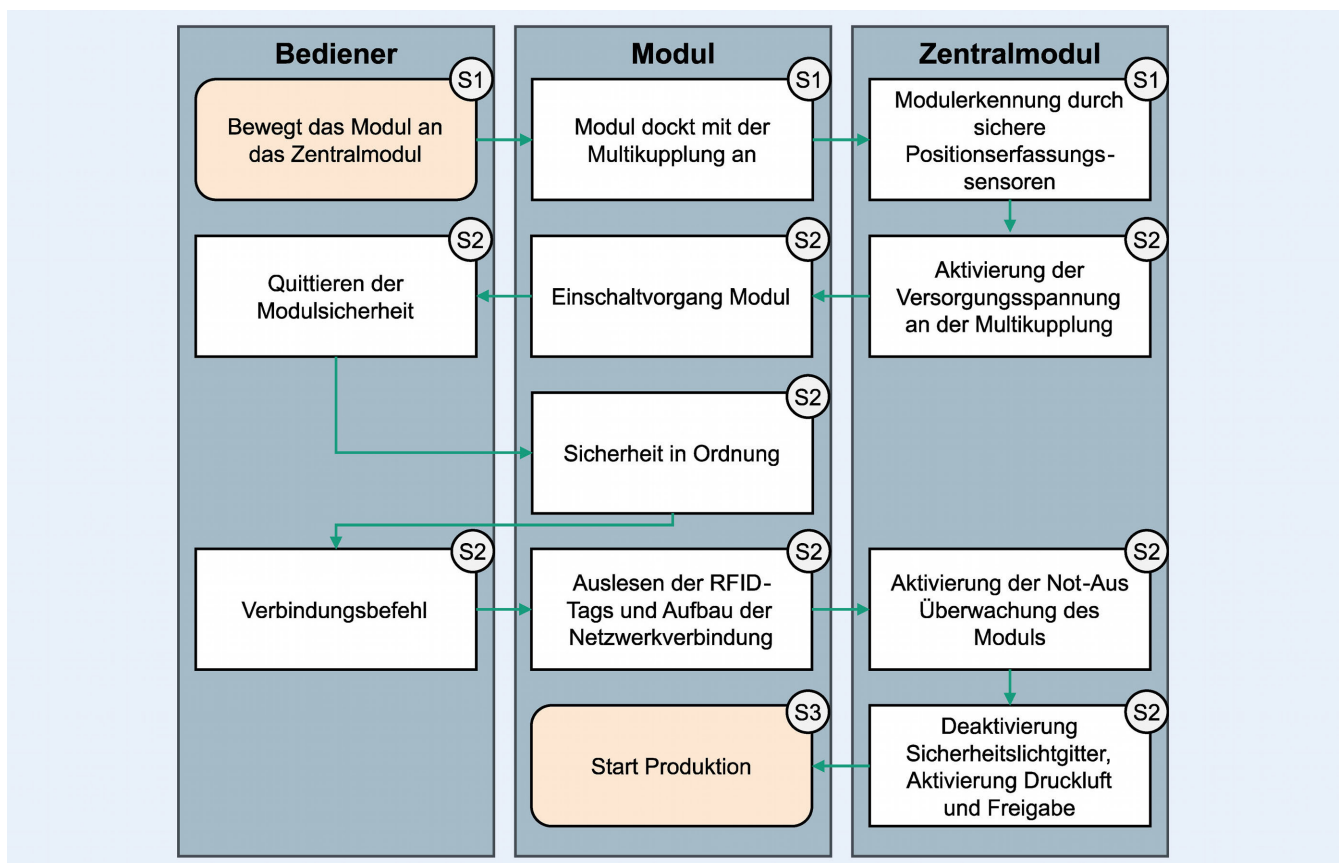 Bediener
Modul
Zentralmodul
S1
Bewegt das Modul an
das Zentralmodul
S1
Modul dockt mit der
Multikupplung an
S1
Modulerkennung durch
sichere
Positionserfassungs-
sensoren
S2
Aktivierung der
Versorgungsspannung
an der Multikupplung
S2
Einschaltvorgang Modul
S2
Quittieren der
Modulsicherheit
S2
Sicherheit in Ordnung
S2
Verbindungsbefehl
S2
Auslesen der RFID-
Tags und Aufbau der
Netzwerkverbindung
S2
Aktivierung der Not-Aus
Überwachung des
Moduls
S2
Deaktivierung
Sicherheitslichtgitter,
Aktivierung Druckluft
und Freigabe
S3
Start Produktion